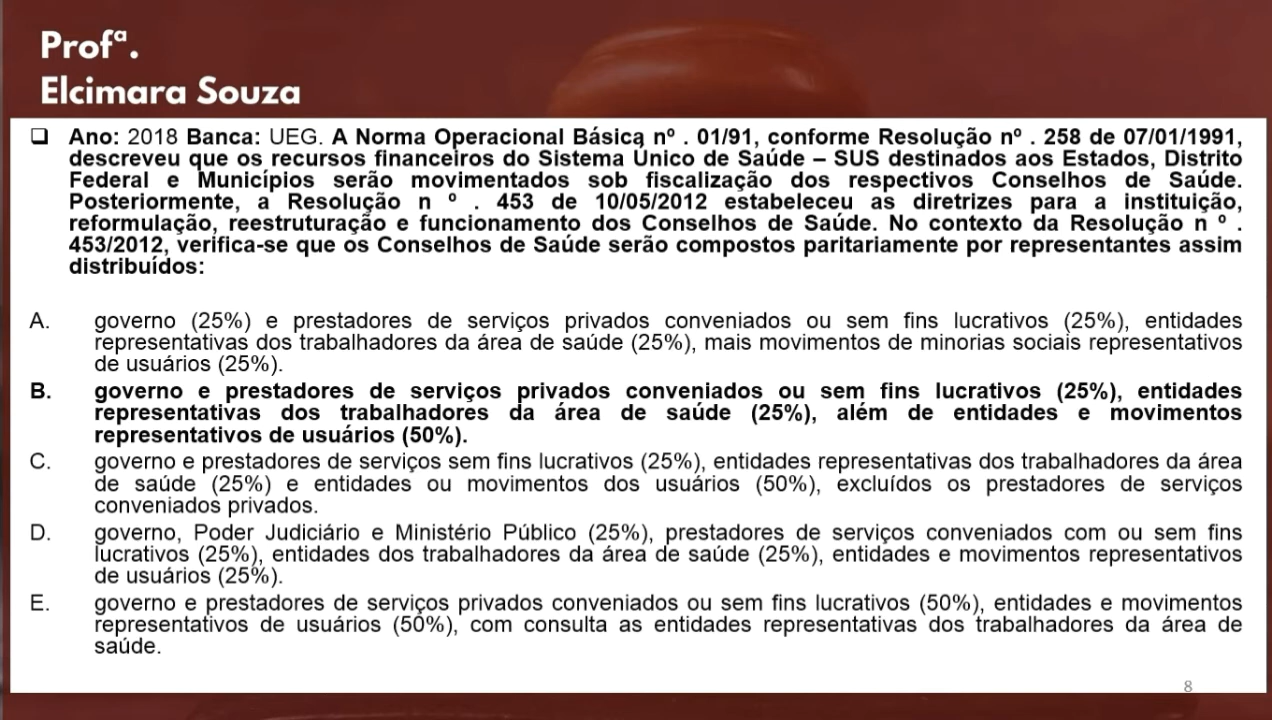 Profª.
Elcimara Souza
❑ Ano: 2018 Banca: UEG. A Norma Operacional Básica nº . 01/91, conforme Resolução nº . 258 de 07/01/1991,
descreveu que os recursos financeiros do Sistema Único de Saúde – SUS destinados aos Estados, Distrito
Federal e Municípios serão movimentados sob fiscalização dos respectivos Conselhos de Saúde.
Posteriormente, a Resolução n º . 453 de 10/05/2012 estabeleceu as diretrizes para a instituição,
reformulação, reestruturação e funcionamento dos Conselhos de Saúde. No contexto da Resolução n º .
453/2012, verifica-se que os Conselhos de Saúde serão compostos paritariamente por representantes assim
distribuídos:
A. governo (25%) e prestadores de serviços privados conveniados ou sem fins lucrativos (25%), entidades
representativas dos trabalhadores da área de saúde (25%), mais movimentos de minorias sociais representativos
de usuários (25%).
B. governo e prestadores de serviços privados conveniados ou sem fins lucrativos (25%), entidades
representativas dos trabalhadores da área de saúde (25%), além de entidades e movimentos
representativos de usuários (50%).
C. governo e prestadores de serviços sem fins lucrativos (25%), entidades representativas dos trabalhadores da área
de saúde (25%) e entidades ou movimentos dos usuários (50%), excluídos os prestadores de serviços
conveniados privados.
D. governo, Poder Judiciário e Ministério Público (25%), prestadores de serviços conveniados com ou sem fins
lucrativos (25%), entidades dos trabalhadores da área de saúde (25%), entidades e movimentos representativos
de usuários (25%).
E. governo e prestadores de serviços privados conveniados ou sem fins lucrativos (50%), entidades e movimentos
representativos de usuários (50%), com consulta as entidades representativas dos trabalhadores da área de
saúde.
8